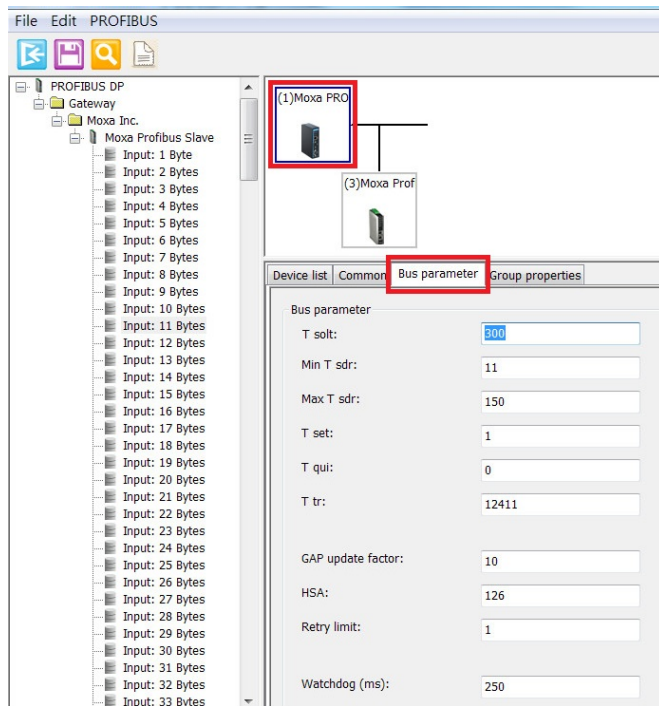 File Edit PROFIBUS
PROFIBUS DP
Gateway
Moxa Inc.
Moxa Profibus Slave
Input: 1 Byte
Input: 2 Bytes
Input: 3 Bytes
Input: 4 Bytes
Input: 5 Bytes
Input: 6 Bytes
Input: 7 Bytes
Input: 8 Bytes
Input: 9 Bytes
Input: 10 Bytes
Input: 11 Bytes
Input: 12 Bytes
Input: 13 Bytes
Input: 14 Bytes
Input: 15 Bytes
Input: 16 Bytes
Input: 17 Bytes
Input: 18 Bytes
Input: 19 Bytes
Input: 20 Bytes
Input: 21 Bytes
Input: 22 Bytes
Input: 23 Bytes
Input: 24 Bytes
Input: 25 Bytes
Input: 26 Bytes
Input: 27 Bytes
Input: 28 Bytes
Input: 29 Bytes
Input: 30 Bytes
Input: 31 Bytes
Input: 32 Bytes
Input: 33 Bytes
(1)Moxa PRO
(3)Moxa Prof
Device list Common Bus parameter Group properties
Bus parameter
T solt: 300
Min T sdr: 11
Max T sdr: 150
T set: 1
T qui: 0
T tr: 12411
GAP update factor: 10
HSA: 126
Retry limit: 1
Watchdog (ms): 250